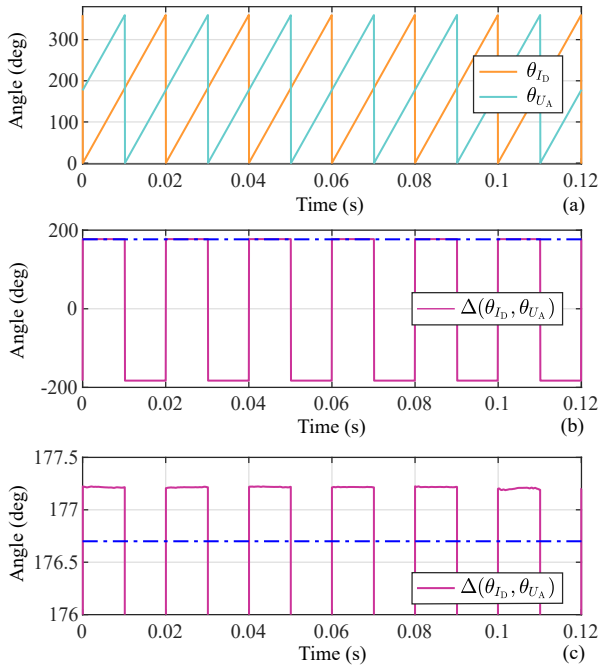 Angle (deg)
300
200
100
0
θ_{I_D}
θ_{U_A}
0 0.02 0.04 0.06 0.08 0.1 0.12
Time (s)
(a)
Angle (deg)
200
0
-200
Δ(θ_{I_D}, θ_{U_A})
0 0.02 0.04 0.06 0.08 0.1 0.12
Time (s)
(b)
Angle (deg)
177.5
177
176.5
176
Δ(θ_{I_D}, θ_{U_A})
0 0.02 0.04 0.06 0.08 0.1 0.12
Time (s)
(c)